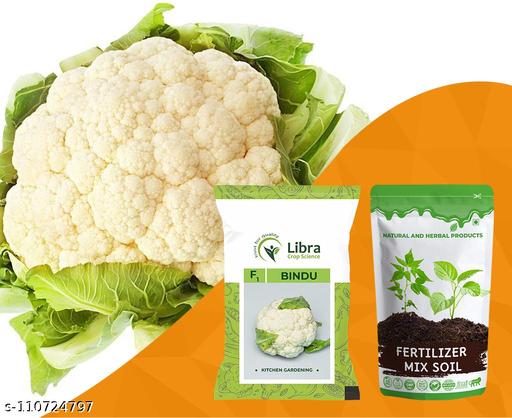 Libra
Crop Science
F1 BINDU
KITCHEN GARDENING
NATURAL AND HERBAL PRODUCTS
FERTILIZER
MIX SOIL
s-110724797